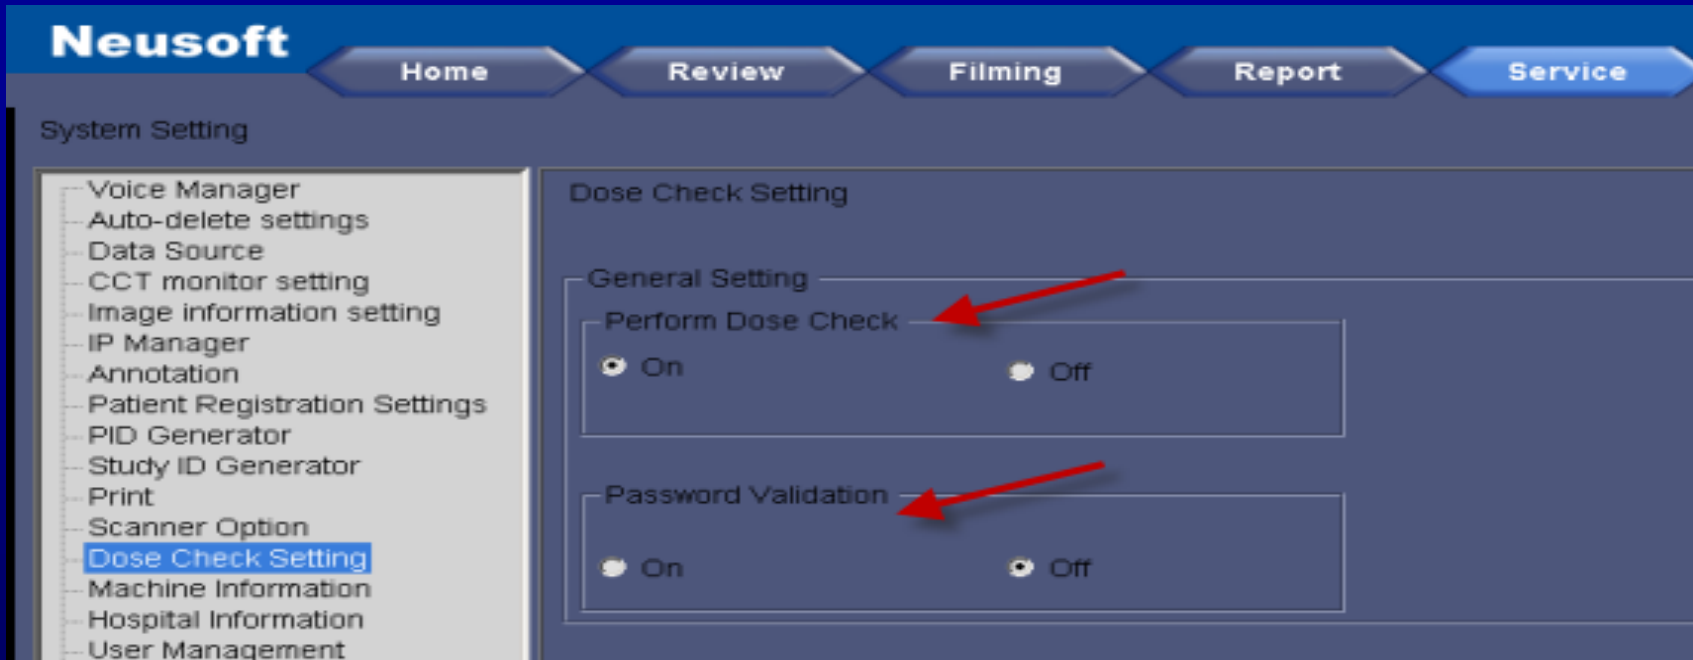 Neusoft
Home Review Filming Report Service
System Setting
Voice Manager
Auto-delete settings
Data Source
CCT monitor setting
Image information setting
IP Manager
Annotation
Patient Registration Settings
PID Generator
Study ID Generator
Print
Scanner Option
Dose Check Setting
Machine Information
Hospital Information
User Management
Dose Check Setting
General Setting
Perform Dose Check
On Off
Password Validation
On Off